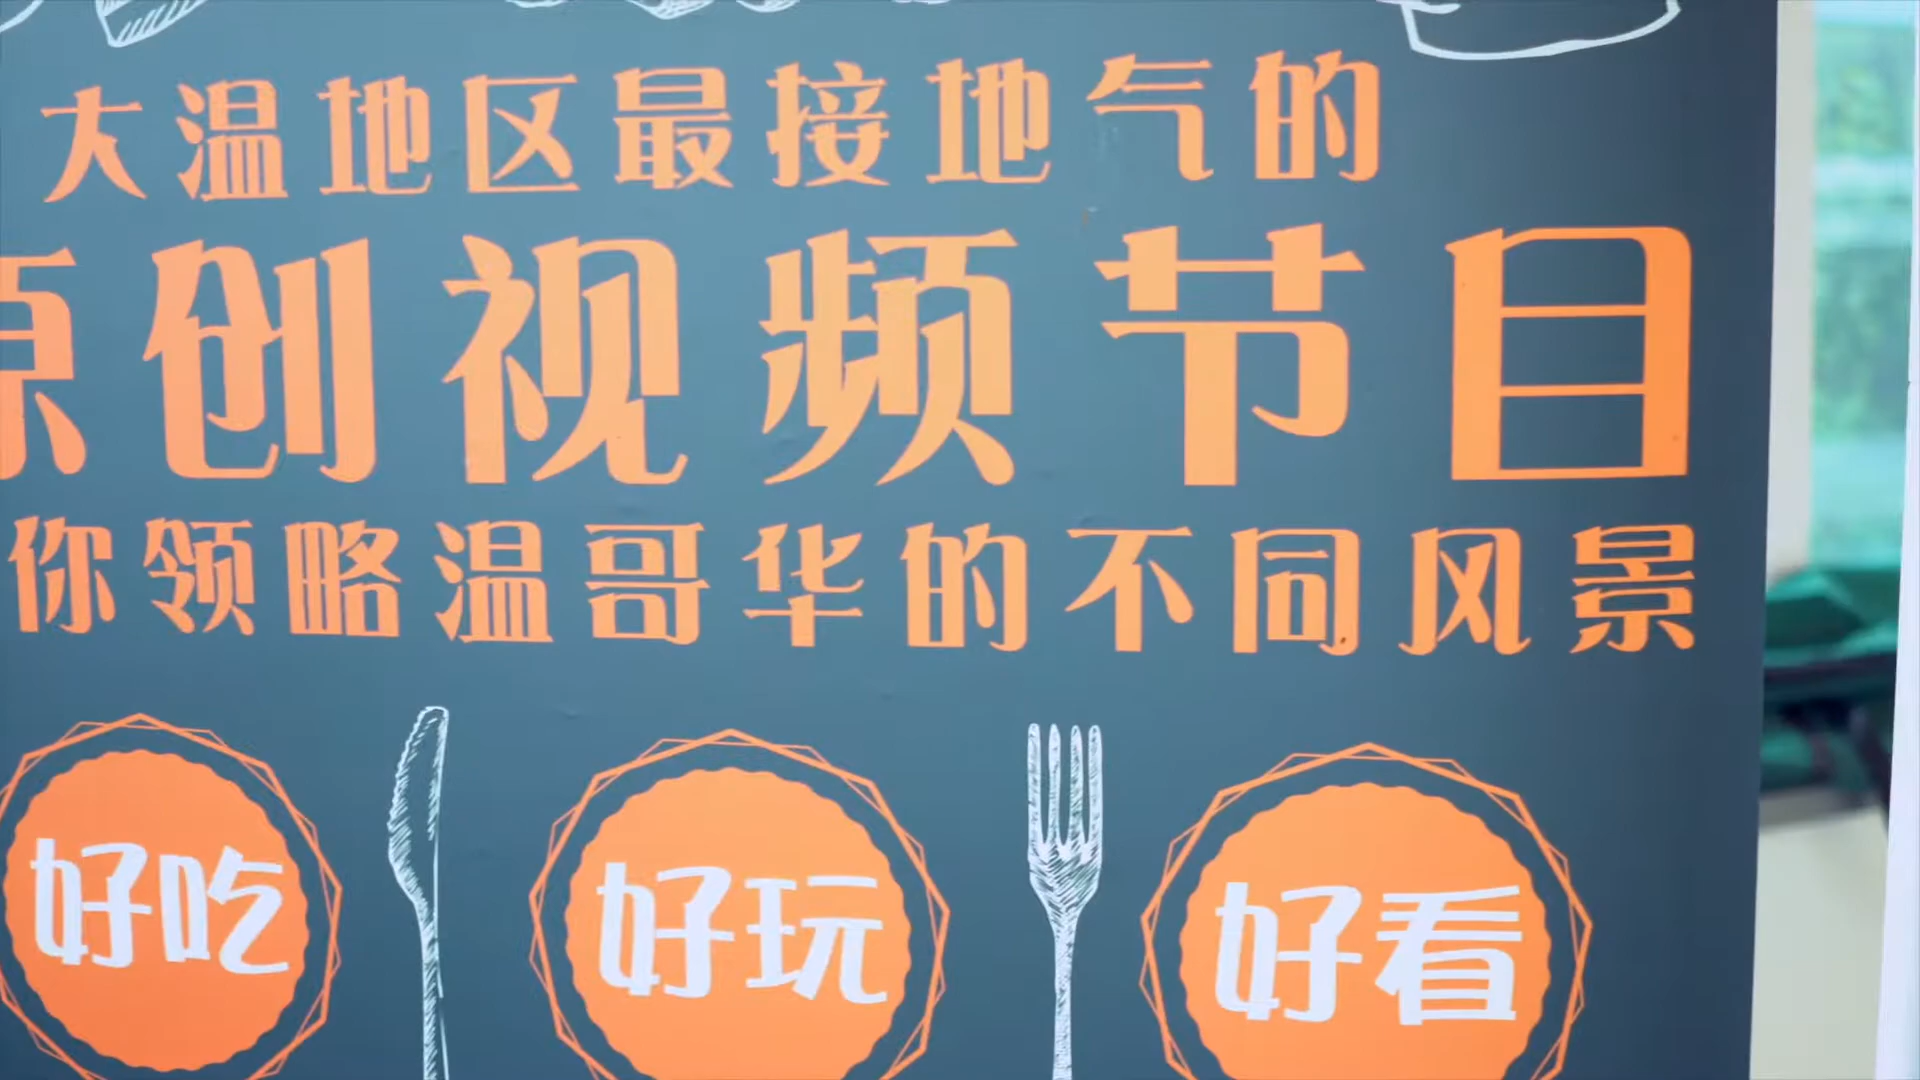 大温地区最接地气的
原创视频节目
你领略温哥华的不同风景
好吃
好玩
好看